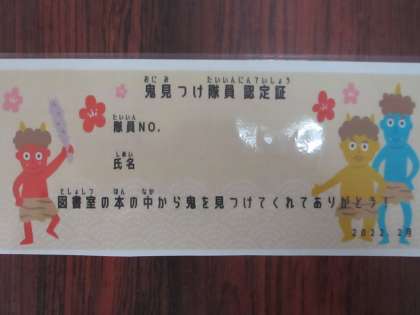 鬼見つけ隊員 認定証
隊員NO.
氏名
図書室の本の中から鬼を見つけてくれてありがとう！
2022.2月